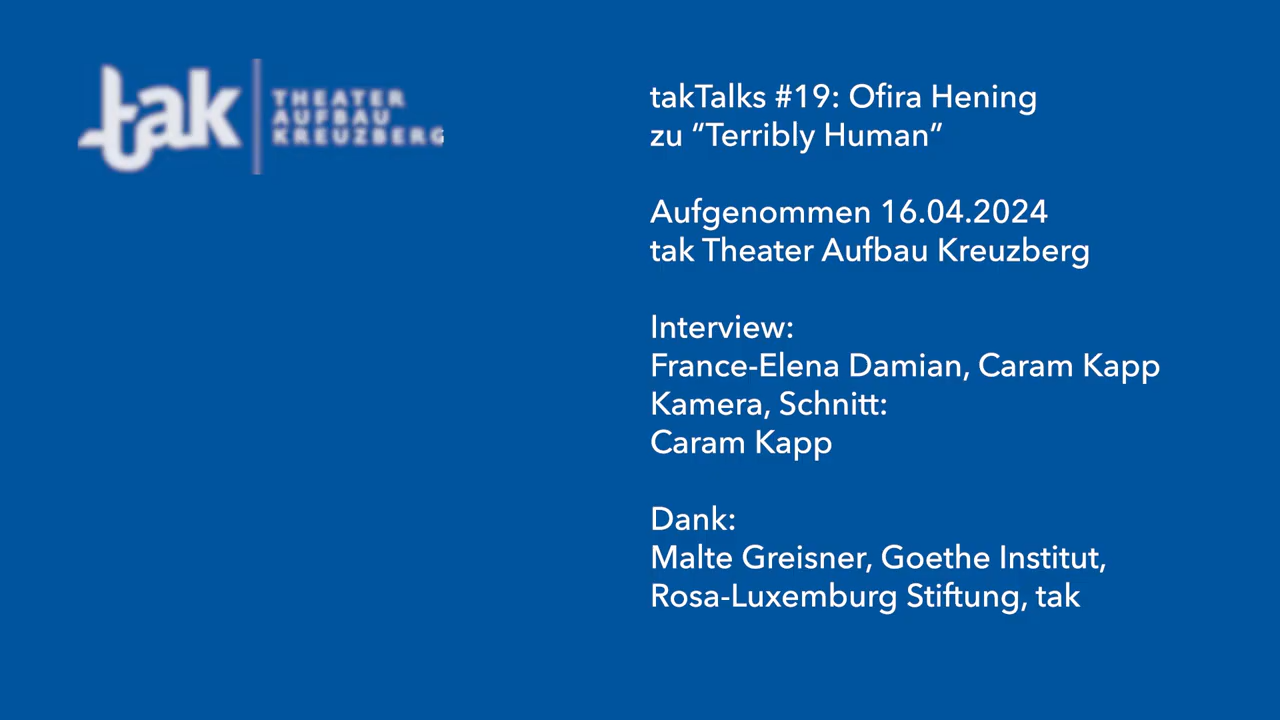 tak
THEATER
AUFBAU
KREUZBERG
takTalks #19: Ofira Hening
zu “Terribly Human”
Aufgenommen 16.04.2024
tak Theater Aufbau Kreuzberg
Interview:
France-Elena Damian, Caram Kapp
Kamera, Schnitt:
Caram Kapp
Dank:
Malte Greisner, Goethe Institut,
Rosa-Luxemburg Stiftung, tak